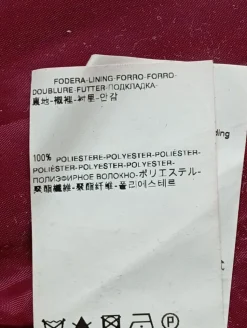 FODERA-LINING-FORRO-FORRO-
DOUBLURE-FUTTER-ПОДКЛАДКА-
裏地-襯裡-衬里-안감
100% POLIESTERE-POLYESTER-POLIÉSTER-
POLIÉSTER-POLYESTER-POLYESTER-
ПОЛИЭФИРНОЕ ВОЛОКНО-ポリエステル-
聚酯纖維-聚酯纤维-폴리에스테르
ding